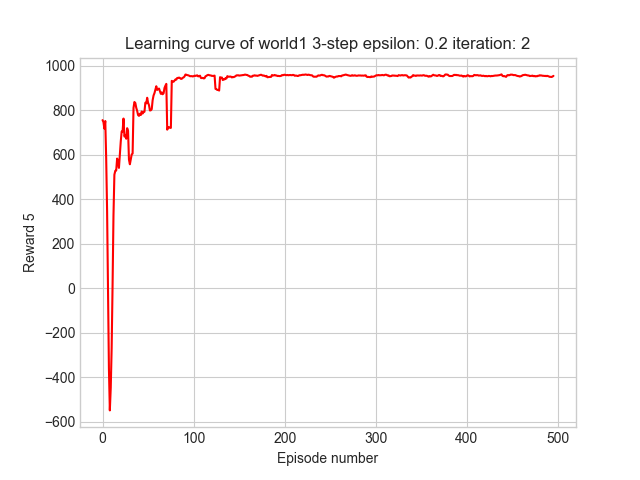 Learning curve of world1 3-step epsilon: 0.2 iteration: 2
1000
800
600
400
200
0
−200
−400
−600
Reward 5
0 100 200 300 400 500
Episode number